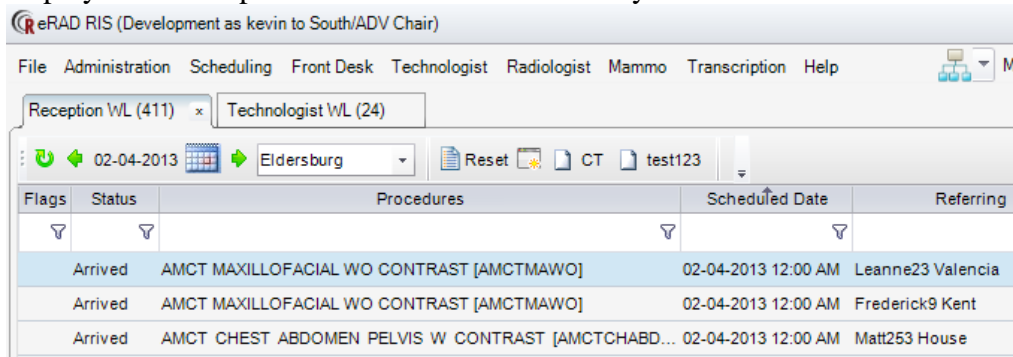 eRAD RIS (Development as kevin to South/ADV Chair)
File Administration Scheduling Front Desk Technologist Radiologist Mammo Transcription Help
Reception WL (411) x Technologist WL (24)
02-04-2013 Eldersburg Reset CT test123
Flags Status Procedures Scheduled Date Referring
Arrived AMCT MAXILLOFACIAL WO CONTRAST [AMCTMAWO] 02-04-2013 12:00 AM Leanne23 Valencia
Arrived AMCT MAXILLOFACIAL WO CONTRAST [AMCTMAWO] 02-04-2013 12:00 AM Frederick9 Kent
Arrived AMCT CHEST ABDOMEN PELVIS W CONTRAST [AMCTCHABD... 02-04-2013 12:00 AM Matt253 House